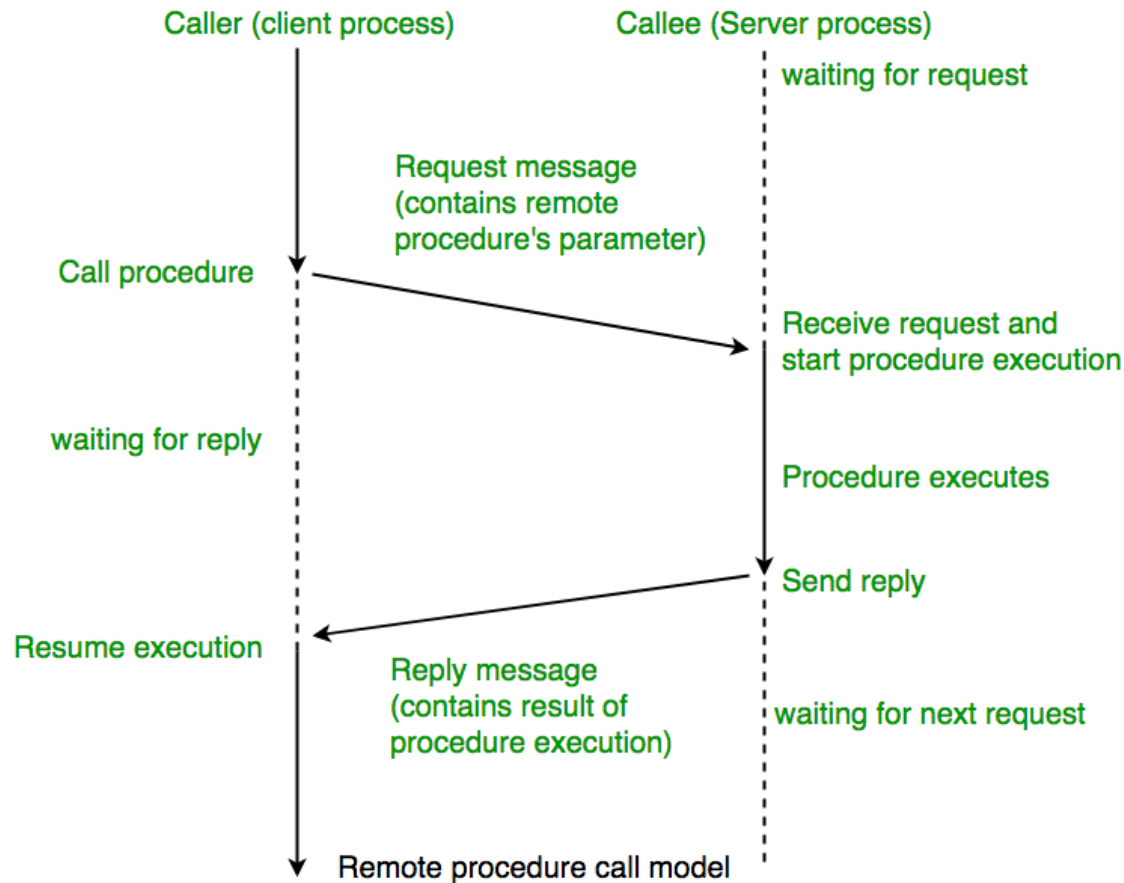 Caller (client process)
Callee (Server process)
waiting for request
Request message
(contains remote
procedure's parameter)
Call procedure
Receive request and
start procedure execution
waiting for reply
Procedure executes
Send reply
Resume execution
Reply message
(contains result of
procedure execution)
waiting for next request
Remote procedure call model